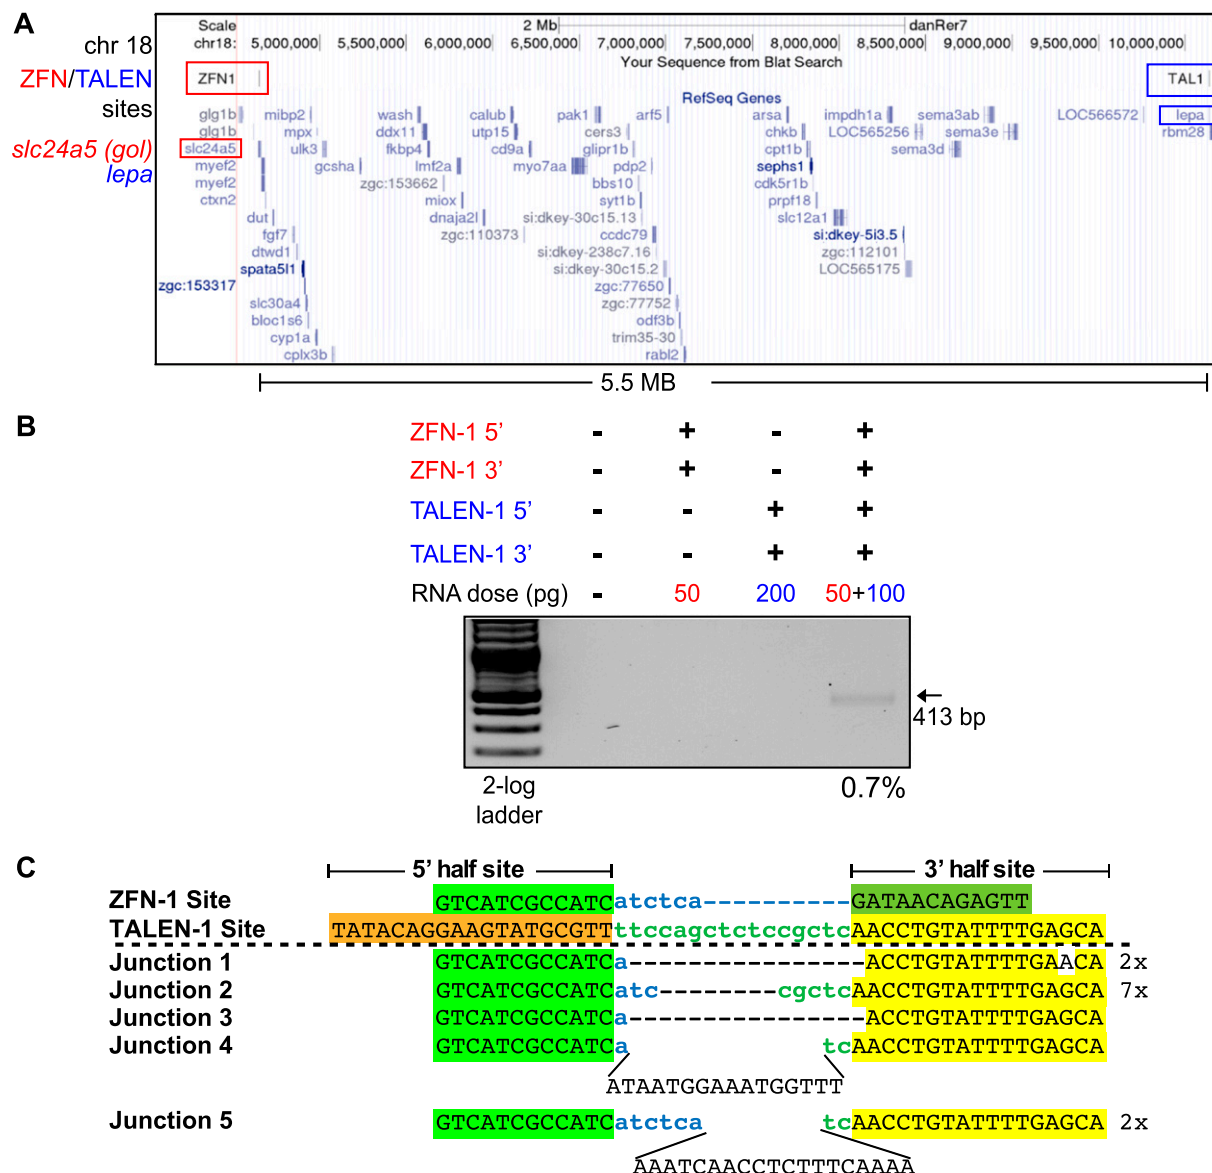 A
Scale 2 Mb danRer7
chr 18
chr18: 5,000,000 5,500,000 6,000,000 6,500,000 7,000,000 7,500,000 8,000,000 8,500,000 9,000,000 9,500,000 10,000,000
Your Sequence from Blat Search
ZFN/TALEN ZFN1 TAL1
sites
RefSeq Genes
glg1b mibp2 wash calub pak1 arf5 arsa impdh1a sema3ab LOC566572 lepa
glg1b mpx ddx11 utp15 cers3 chkb LOC565256 sema3e rbm28
slc24a5 (gol) slc24a5 ulk3 fkbp4 cd9a glipr1b cpt1b sema3d
lepa myef2 gcsha lmf2a myo7aa pdp2 sephs1
myef2 zgc:153662 bbs10 cdk5r1b
ctxn2 miox syt1b prpf18
dut dnaja2l si:dkey-30c15.13 slc12a1
fgf7 zgc:110373 ccdc79 si:dkey-5i3.5
dtwd1 si:dkey-238c7.16 zgc:112101
spata5l1 si:dkey-30c15.2 LOC565175
zgc:153317 zgc:77650
slc30a4 zgc:77752
bloc1s6 odf3b
cyp1a trim35-30
cplx3b rabl2
5.5 MB
B
ZFN-1 5’ - + - +
ZFN-1 3’ - + - +
TALEN-1 5’ - - + +
TALEN-1 3’ - - + +
RNA dose (pg) - 50 200 50+100
413 bp
2-log
ladder
0.7%
C
5’ half site 3’ half site
ZFN-1 Site GTCATCGCCATCatctca----------GATAACAGAGTT
TALEN-1 Site TATACAGGAAGTATGCGTTttccagctctccgctcAACCTGTATTTTGAGCA
Junction 1 GTCATCGCCATCa----------------ACCTGTATTTTGAACA 2x
Junction 2 GTCATCGCCATCatc--------cgctcAACCTGTATTTTGAGCA 7x
Junction 3 GTCATCGCCATCa----------------ACCTGTATTTTGAGCA
Junction 4 GTCATCGCCATCa tcAACCTGTATTTTGAGCA
ATAATGGAAATGGTTT
Junction 5 GTCATCGCCATCatctca tcAACCTGTATTTTGAGCA 2x
AAATCAACCTCTTTCAAAA